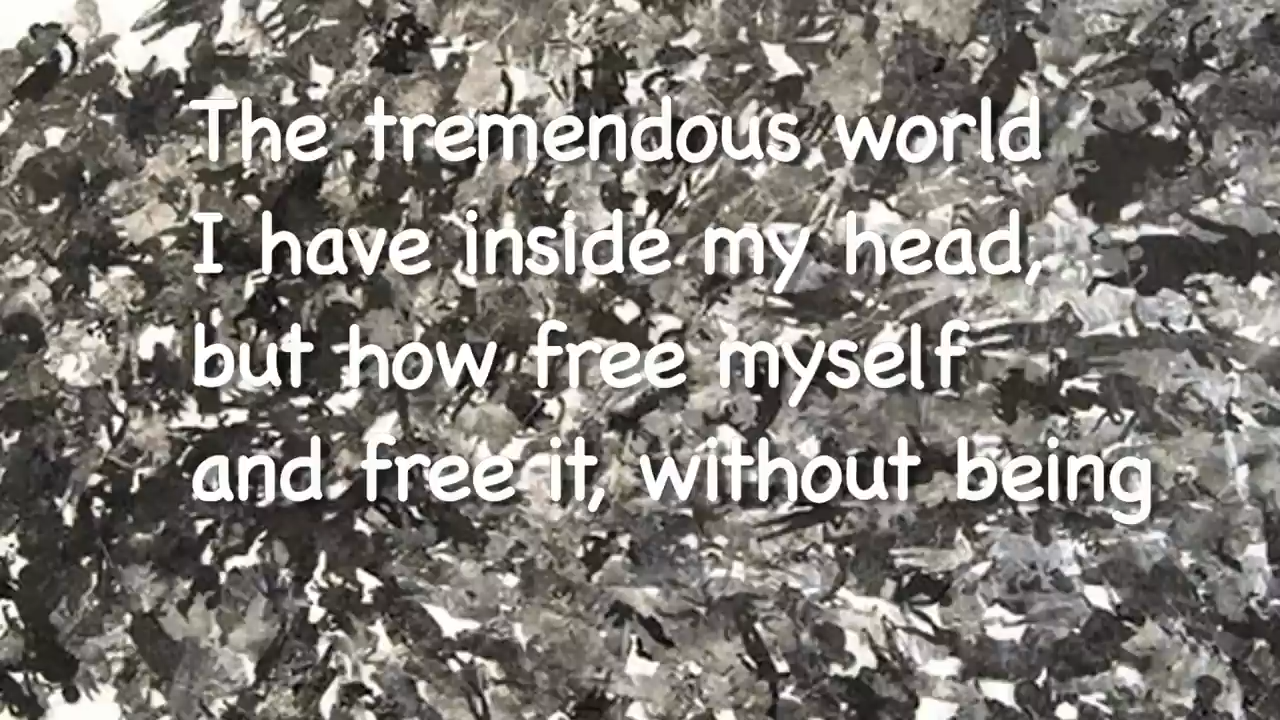 The tremendous world
I have inside my head,
but how free myself
and free it, without being